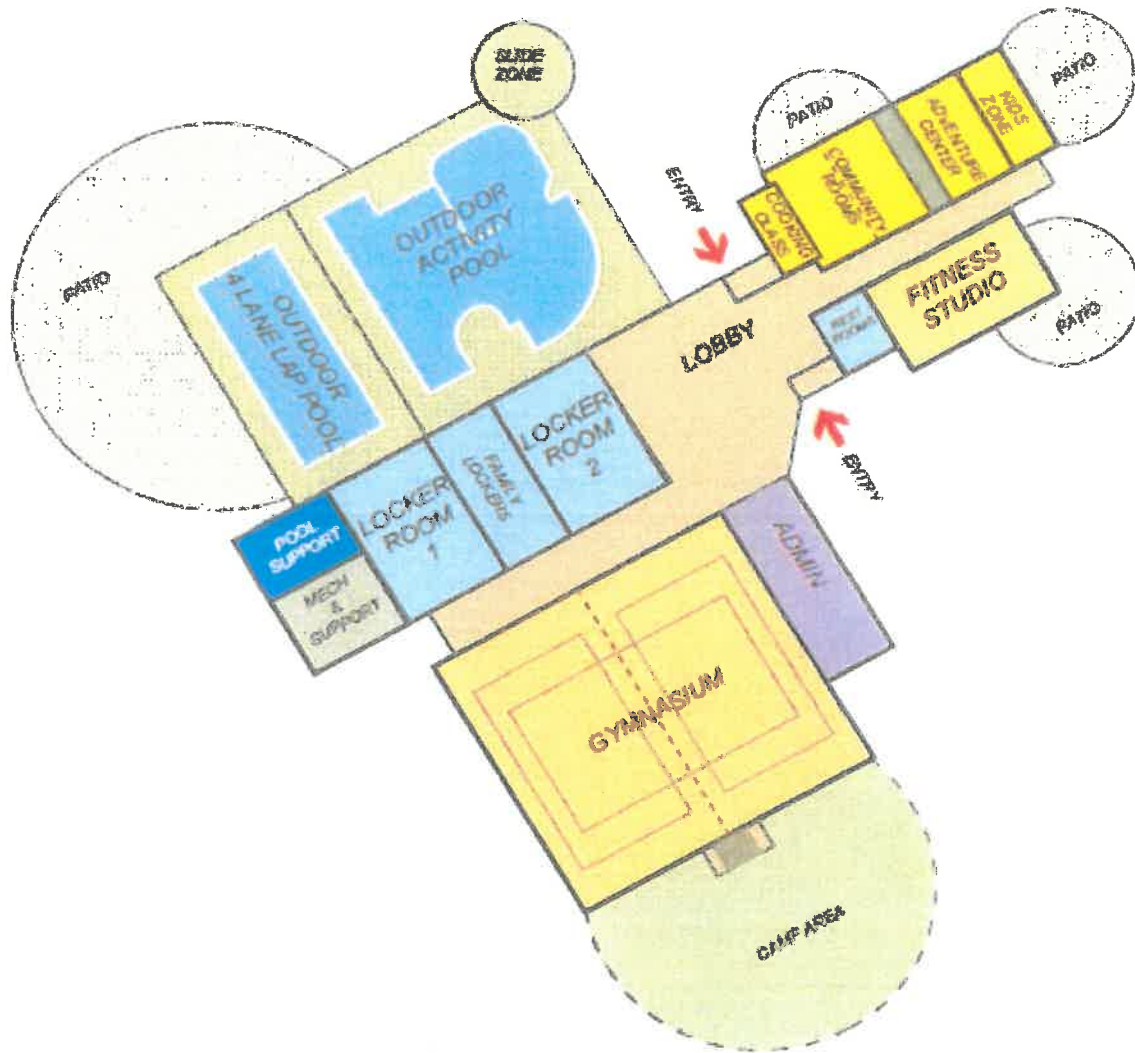 SLIDE
ZONE
PATIO
KIDS
ZONE
ADVENTURE
CENTER
PATIO
COMMUNITY
ROOMS
COOKING
CLASS
ENTRY
OUTDOOR
ACTIVITY
POOL
PATIO
OUTDOOR
4 LANE LAP POOL
FITNESS
STUDIO
PATIO
REST
ROOMS
LOBBY
ENTRY
LOCKER
ROOM
2
FAMILY
LOCKERS
LOCKER
ROOM
1
POOL
SUPPORT
MECH
&
SUPPORT
ADMIN
GYMNASIUM
CAMP AREA